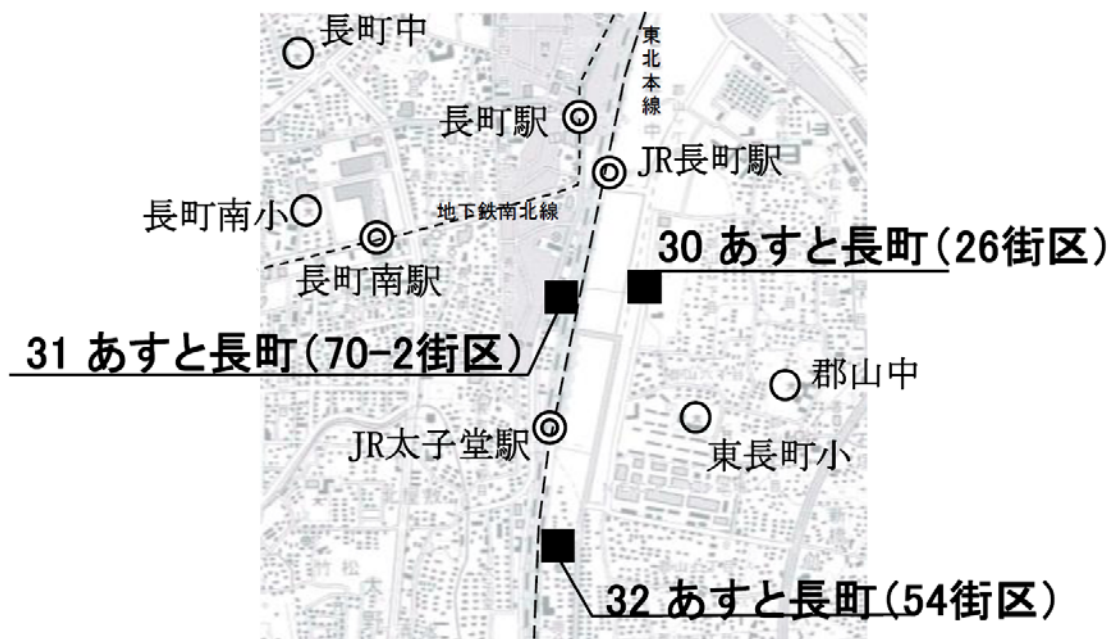 長町中
東北本線
長町駅
JR長町駅
長町南小
地下鉄南北線
30 あすと長町(26街区)
長町南駅
31 あすと長町(70-2街区)
郡山中
JR太子堂駅
東長町小
32 あすと長町(54街区)